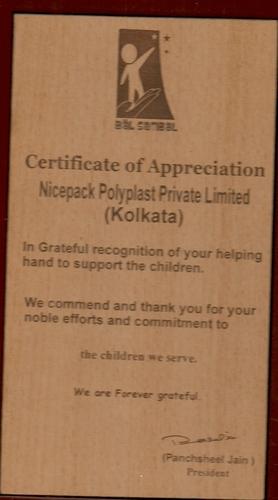 BAL SAMBAL
Certificate of Appreciation
Nicepack Polyplast Private Limited
(Kolkata)
In Grateful recognition of your helping
hand to support the children.
We commend and thank you for your
noble efforts and commitment to
the children we serve.
We are Forever grateful.
(Panchsheel Jain )
President